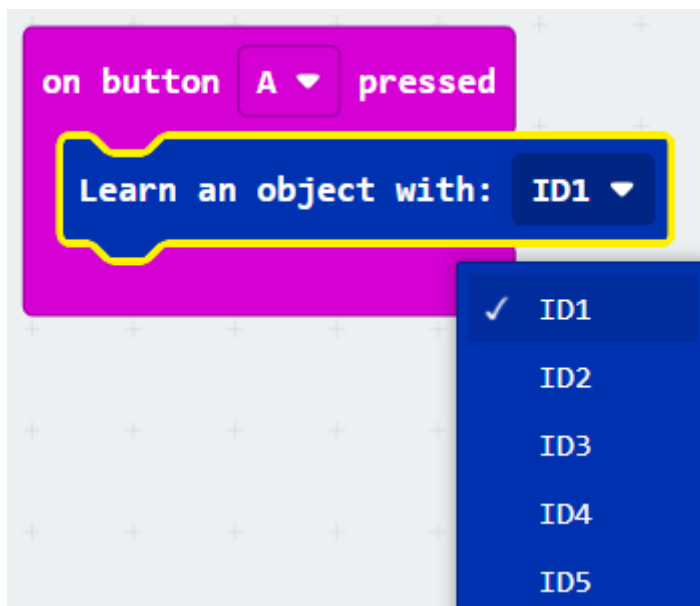 on button A pressed
Learn an object with: ID1
ID1
ID2
ID3
ID4
ID5